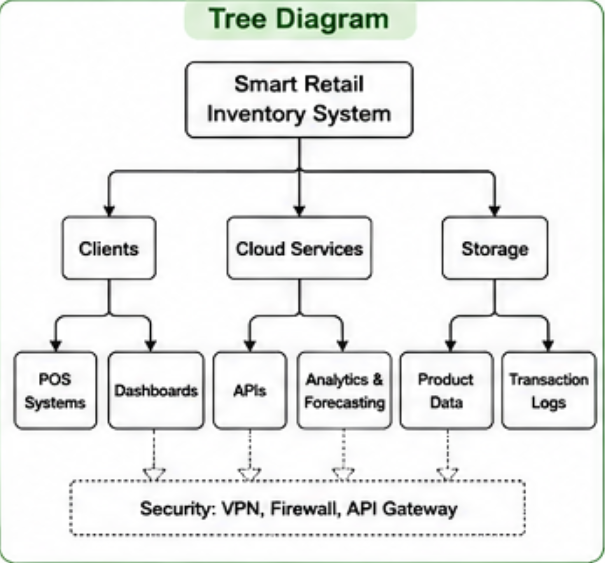 Tree Diagram
Smart Retail
Inventory System
Clients
Cloud Services
Storage
POS
Systems
Dashboards
APIs
Analytics &
Forecasting
Product
Data
Transaction
Logs
Security: VPN, Firewall, API Gateway